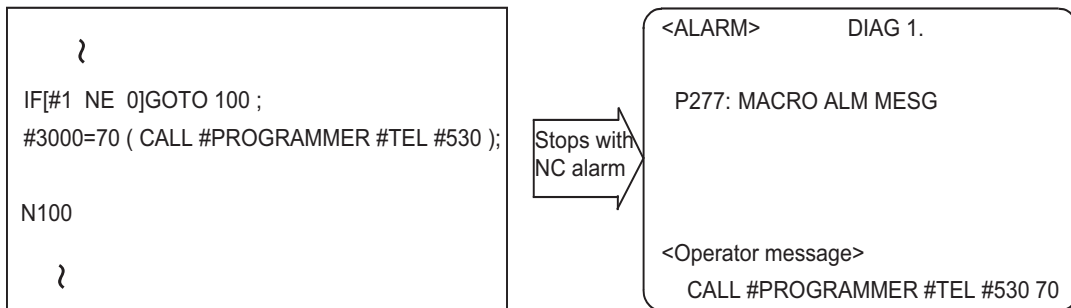 ~
IF[#1 NE 0]GOTO 100 ;
#3000=70 ( CALL #PROGRAMMER #TEL #530 );
N100
~
Stops with
NC alarm
<ALARM> DIAG 1.
P277: MACRO ALM MESG
<Operator message>
CALL #PROGRAMMER #TEL #530 70